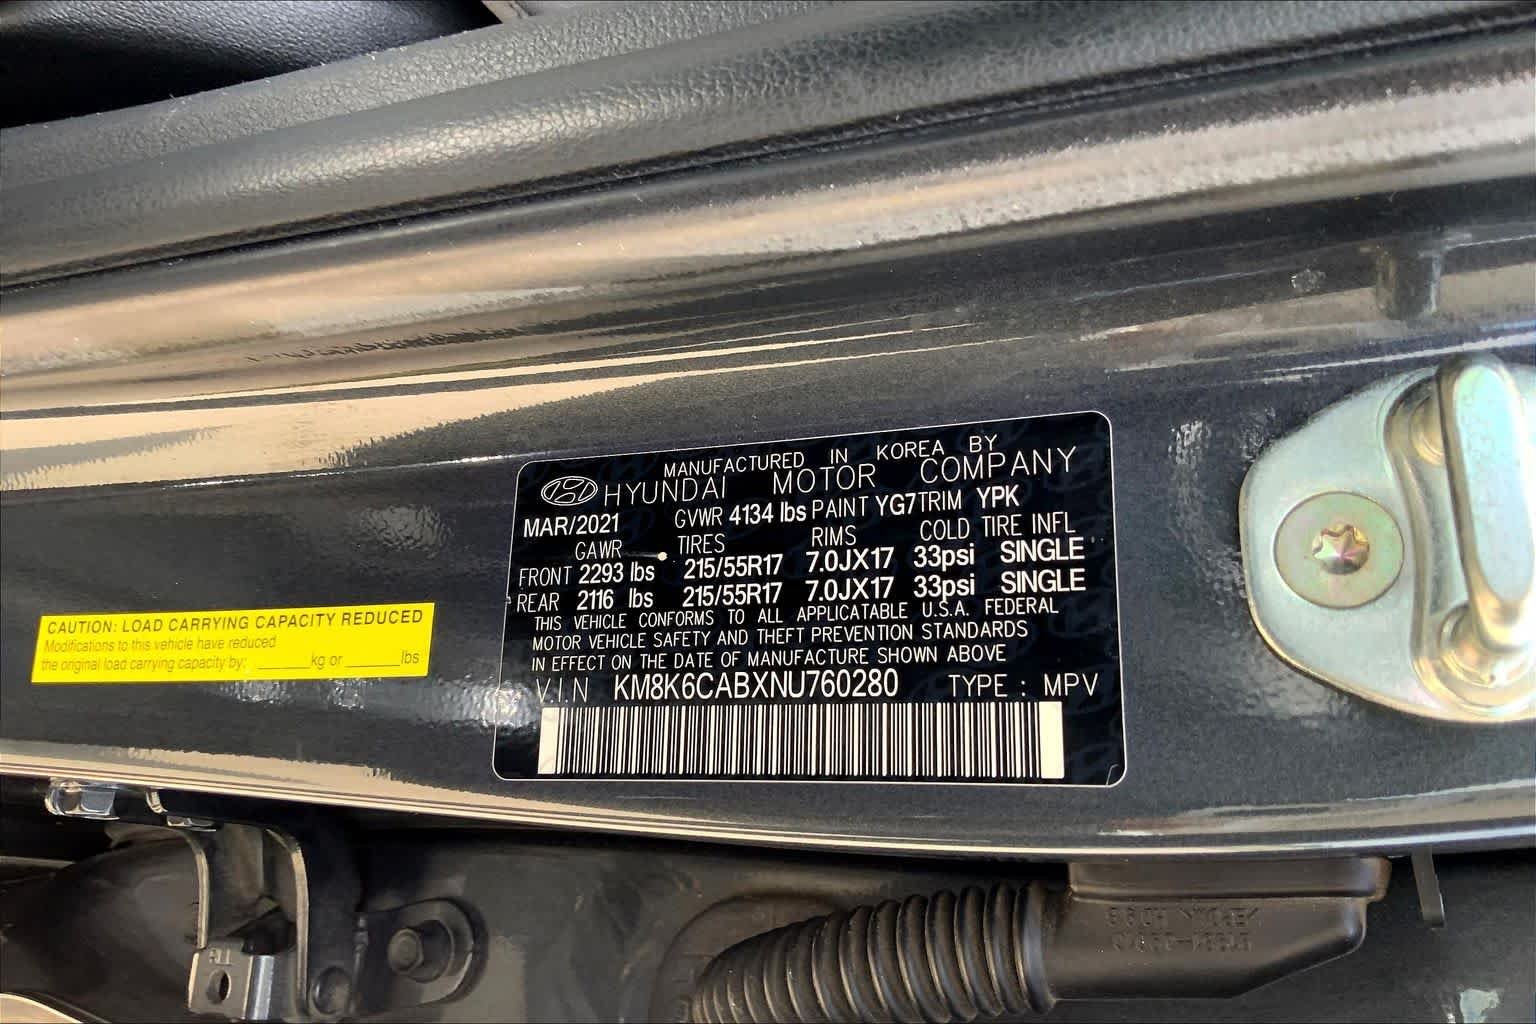 MANUFACTURED IN KOREA BY
HYUNDAI MOTOR COMPANY
MAR/2021 GVWR 4134 lbs PAINT YG7 TRIM YPK
GAWR TIRES RIMS COLD TIRE INFL
FRONT 2293 lbs 215/55R17 7.0JX17 33psi SINGLE
REAR 2116 lbs 215/55R17 7.0JX17 33psi SINGLE
THIS VEHICLE CONFORMS TO ALL APPLICATABLE U.S.A. FEDERAL
MOTOR VEHICLE SAFETY AND THEFT PREVENTION STANDARDS
IN EFFECT ON THE DATE OF MANUFACTURE SHOWN ABOVE
V.I.N KM8K6CABXNU760280 TYPE : MPV
CAUTION: LOAD CARRYING CAPACITY REDUCED
Modifications to this vehicle have reduced
the original load carrying capacity by: ______kg or ______lbs